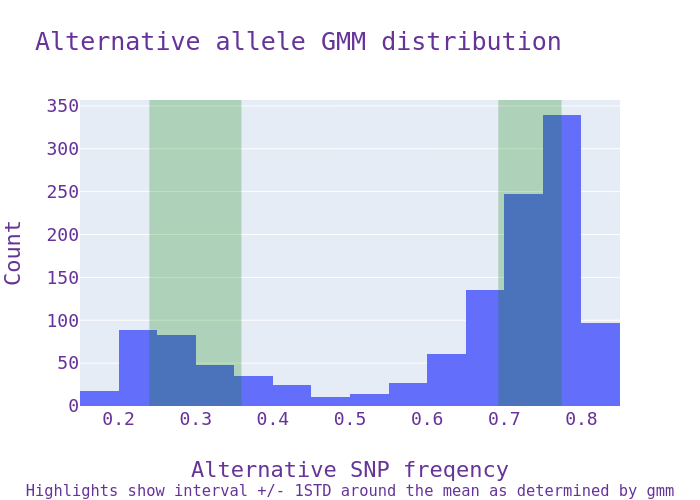 Alternative allele GMM distribution
350
300
250
200
150
100
50
0
Count
0.2 0.3 0.4 0.5 0.6 0.7 0.8
Alternative SNP freqency
Highlights show interval +/- 1STD around the mean as determined by gmm